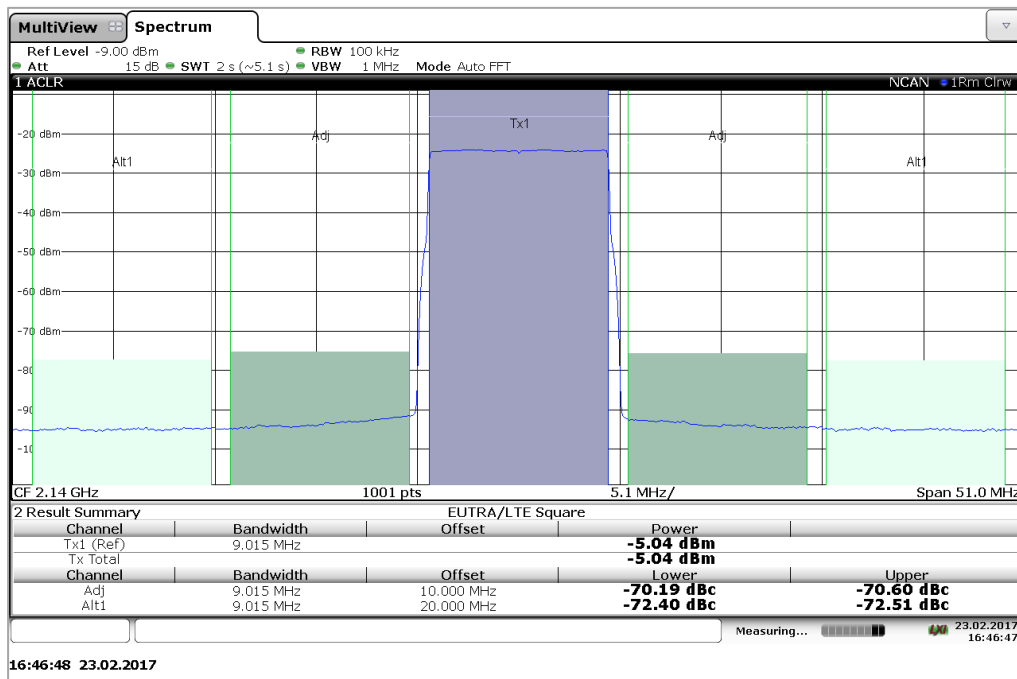 MultiView Spectrum
Ref Level -9.00 dBm RBW 100 kHz
Att 15 dB SWT 2 s (~5.1 s) VBW 1 MHz Mode Auto FFT
1 ACLR NCAN 1Rm Clrw
Tx1
-20 dBm Adj Adj
Alt1 Alt1
-30 dBm
-40 dBm
-50 dBm
-60 dBm
-70 dBm
-80
-90
-10
CF 2.14 GHz 1001 pts 5.1 MHz/ Span 51.0 MHz
2 Result Summary EUTRA/LTE Square
Channel Bandwidth Offset Power
Tx1 (Ref) 9.015 MHz -5.04 dBm
Tx Total -5.04 dBm
Channel Bandwidth Offset Lower Upper
Adj 9.015 MHz 10.000 MHz -70.19 dBc -70.60 dBc
Alt1 9.015 MHz 20.000 MHz -72.40 dBc -72.51 dBc
Measuring... LXI 23.02.2017
16:46:47
16:46:48 23.02.2017